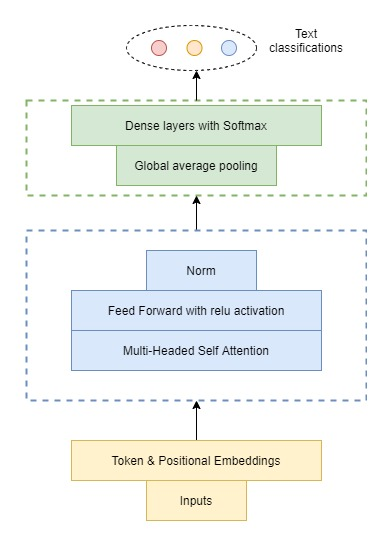 Text
classifications
Dense layers with Softmax
Global average pooling
Norm
Feed Forward with relu activation
Multi-Headed Self Attention
Token & Positional Embeddings
Inputs